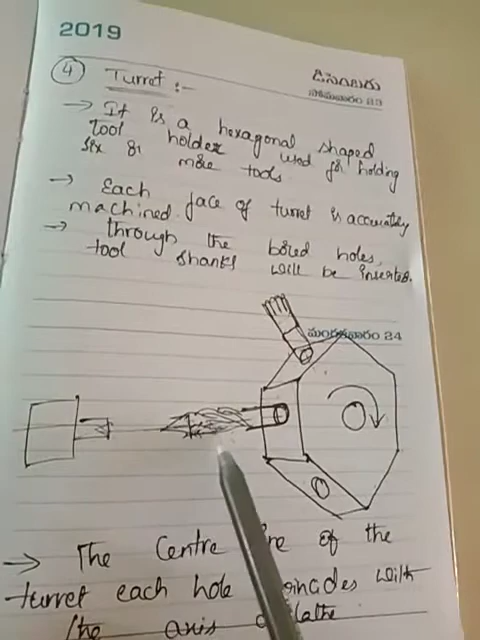 2019
డిసెంబరు
సోమవారం 23
4 Turret :-
→ It is a hexagonal shaped
tool holder used for holding
six or more tools.
→ Each face of turret is accurately
machined.
→ through the bored holes,
tool shanks will be inserted.
మంగళవారం 24
→ The Centre of the
turret each hole coincides with
the axis lathe